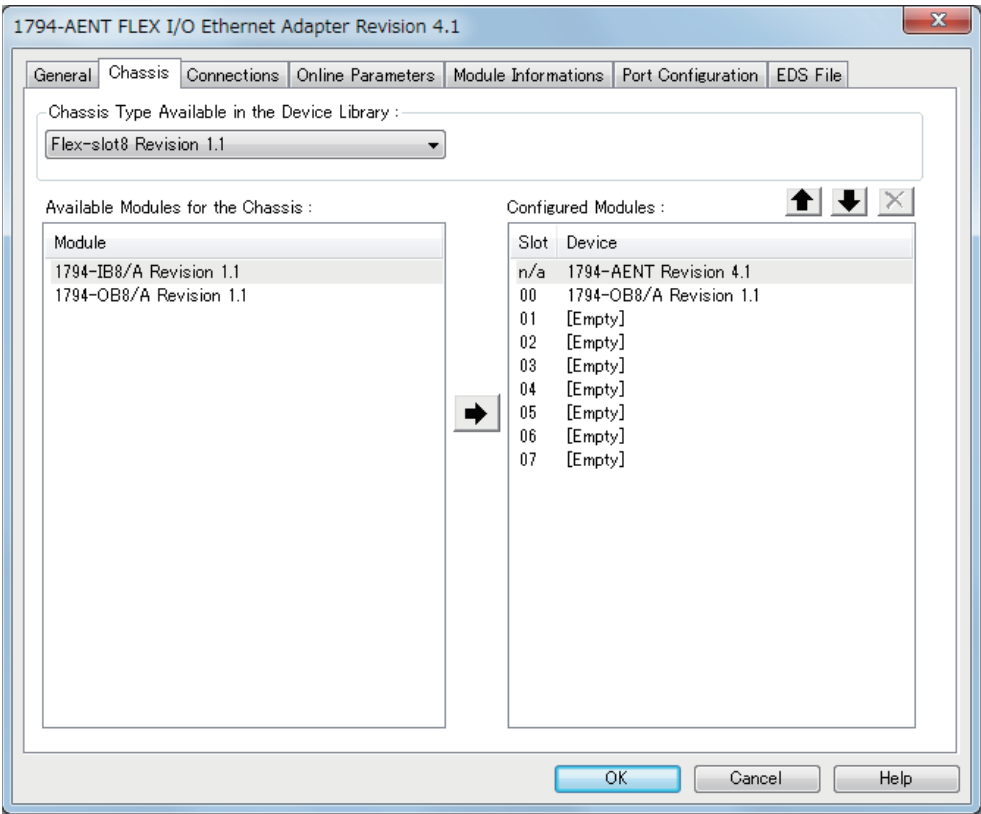 1794-AENT FLEX I/O Ethernet Adapter Revision 4.1
General Chassis Connections Online Parameters Module Informations Port Configuration EDS File
Chassis Type Available in the Device Library :
Flex-slot8 Revision 1.1
Available Modules for the Chassis :
Module
1794-IB8/A Revision 1.1
1794-OB8/A Revision 1.1
Configured Modules :
Slot Device
n/a 1794-AENT Revision 4.1
00 1794-OB8/A Revision 1.1
01 [Empty]
02 [Empty]
03 [Empty]
04 [Empty]
05 [Empty]
06 [Empty]
07 [Empty]
OK Cancel Help